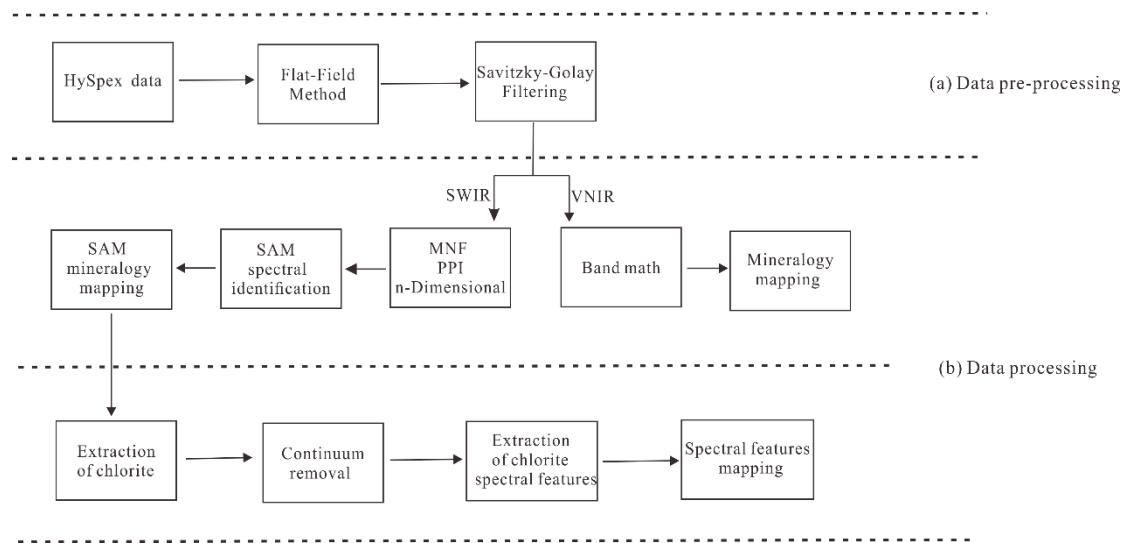 HySpex data
Flat-Field
Method
Savitzky-Golay
Filtering
(a) Data pre-processing
SWIR
VNIR
SAM
mineralogy
mapping
SAM
spectral
identification
MNF
PPI
n-Dimensional
Band math
Mineralogy
mapping
(b) Data processing
Extraction
of chlorite
Continuum
removal
Extraction
of chlorite
spectral features
Spectral features
mapping